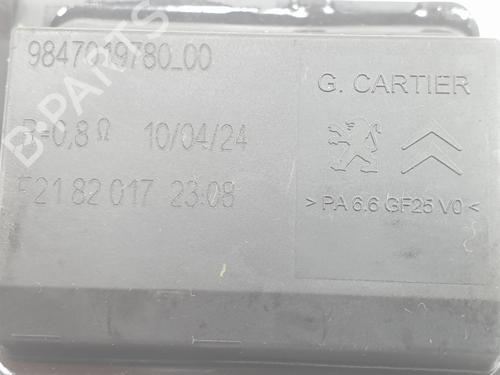 9847019780_00
G. CARTIER
R=0,8 Ω 10/04/24
F21 82 017 23:08
> PA 6.6 GF25 V0 <
B-PARTS